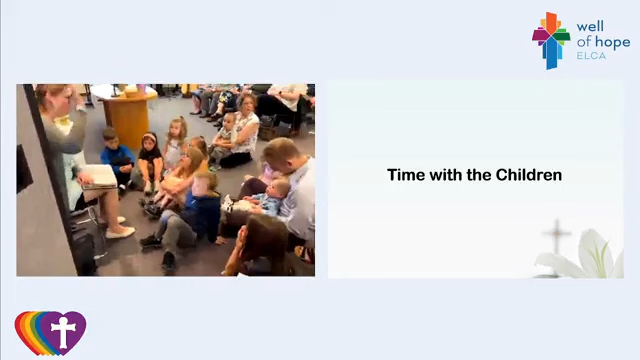 well
of hope
ELCA
Time with the Children